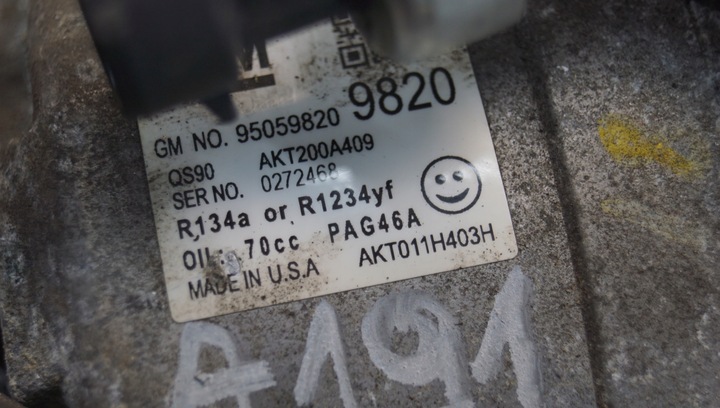 GM NO. 95059820 9820
QS90 AKT200A409
SER NO. 0272468
R134a or R1234yf
OIL: 70cc PAG46A
MADE IN U.S.A AKT011H403H
A191